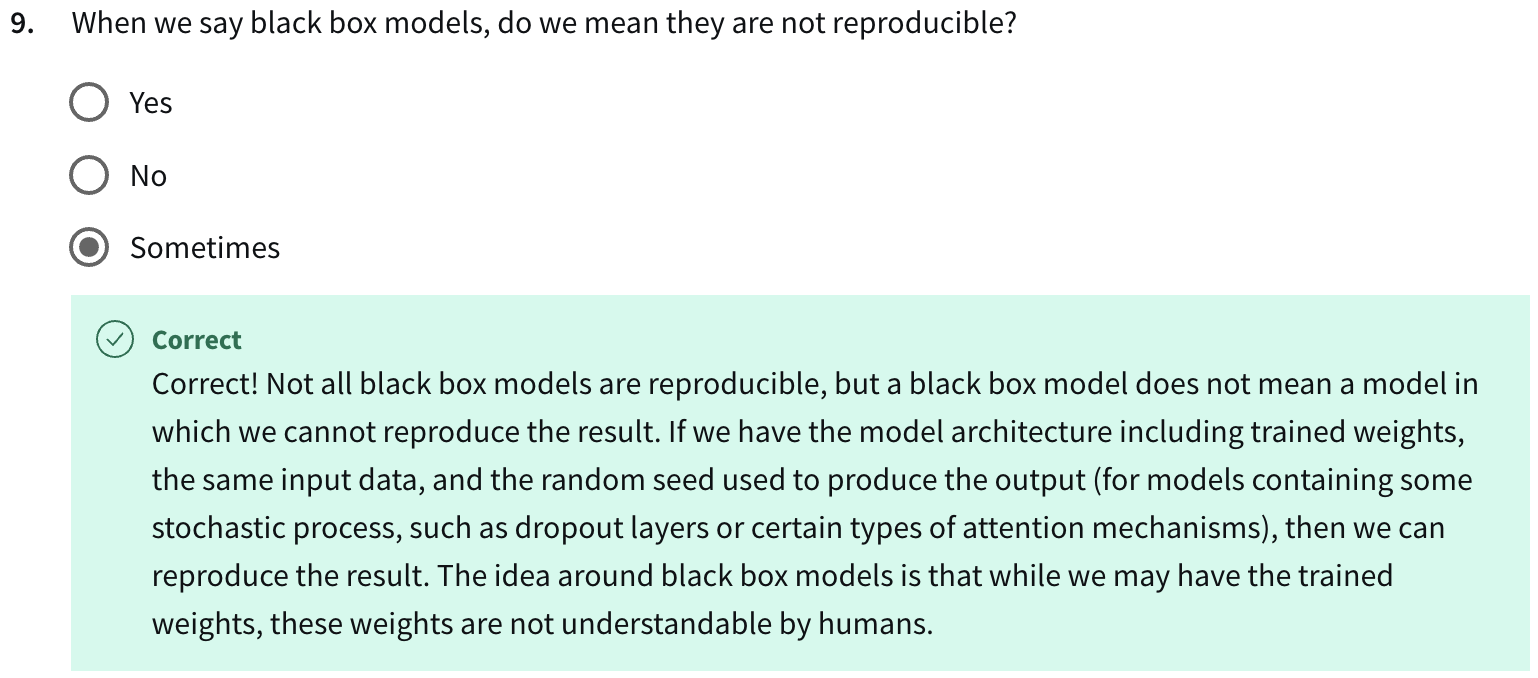 9. When we say black box models, do we mean they are not reproducible?
Yes
No
Sometimes
Correct
Correct! Not all black box models are reproducible, but a black box model does not mean a model in
which we cannot reproduce the result. If we have the model architecture including trained weights,
the same input data, and the random seed used to produce the output (for models containing some
stochastic process, such as dropout layers or certain types of attention mechanisms), then we can
reproduce the result. The idea around black box models is that while we may have the trained
weights, these weights are not understandable by humans.